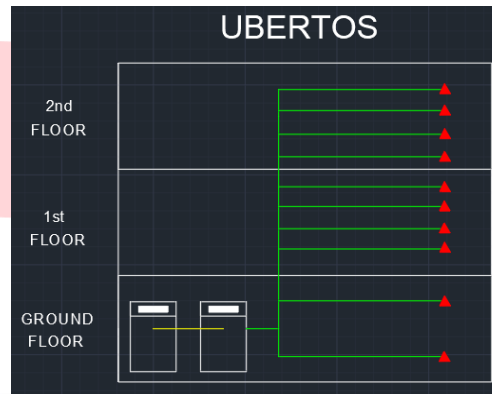 UBERTOS
2nd
FLOOR
1st
FLOOR
GROUND
FLOOR